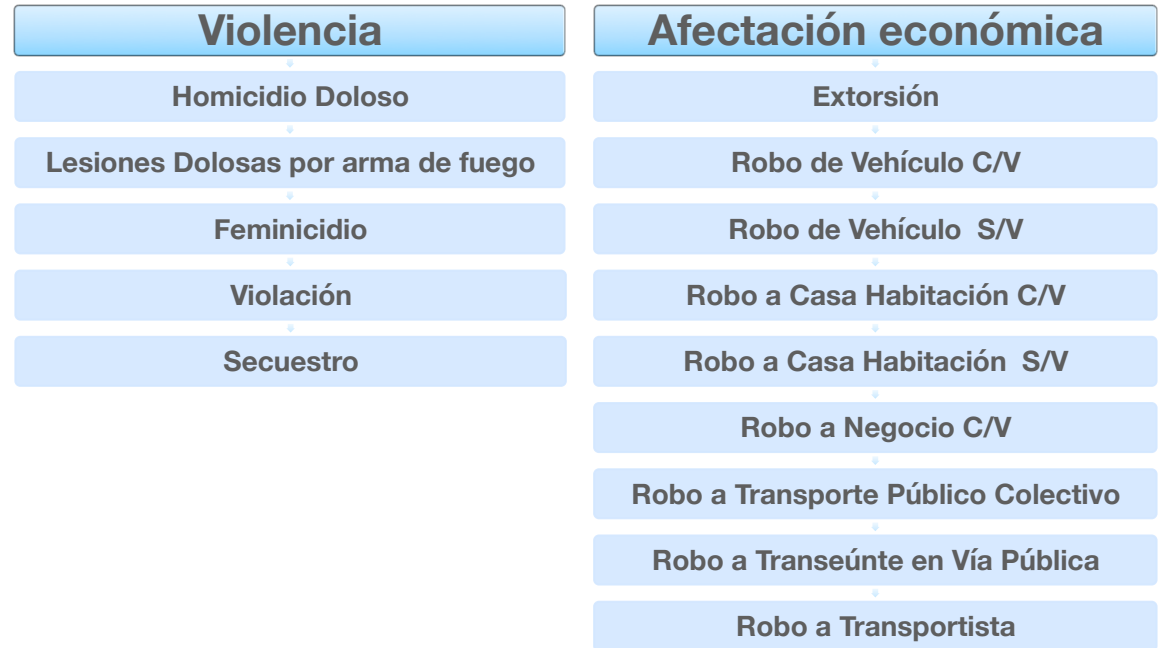 Violencia
Homicidio Doloso
Lesiones Dolosas por arma de fuego
Feminicidio
Violación
Secuestro
Afectación económica
Extorsión
Robo de Vehículo C/V
Robo de Vehículo S/V
Robo a Casa Habitación C/V
Robo a Casa Habitación S/V
Robo a Negocio C/V
Robo a Transporte Público Colectivo
Robo a Transeúnte en Vía Pública
Robo a Transportista